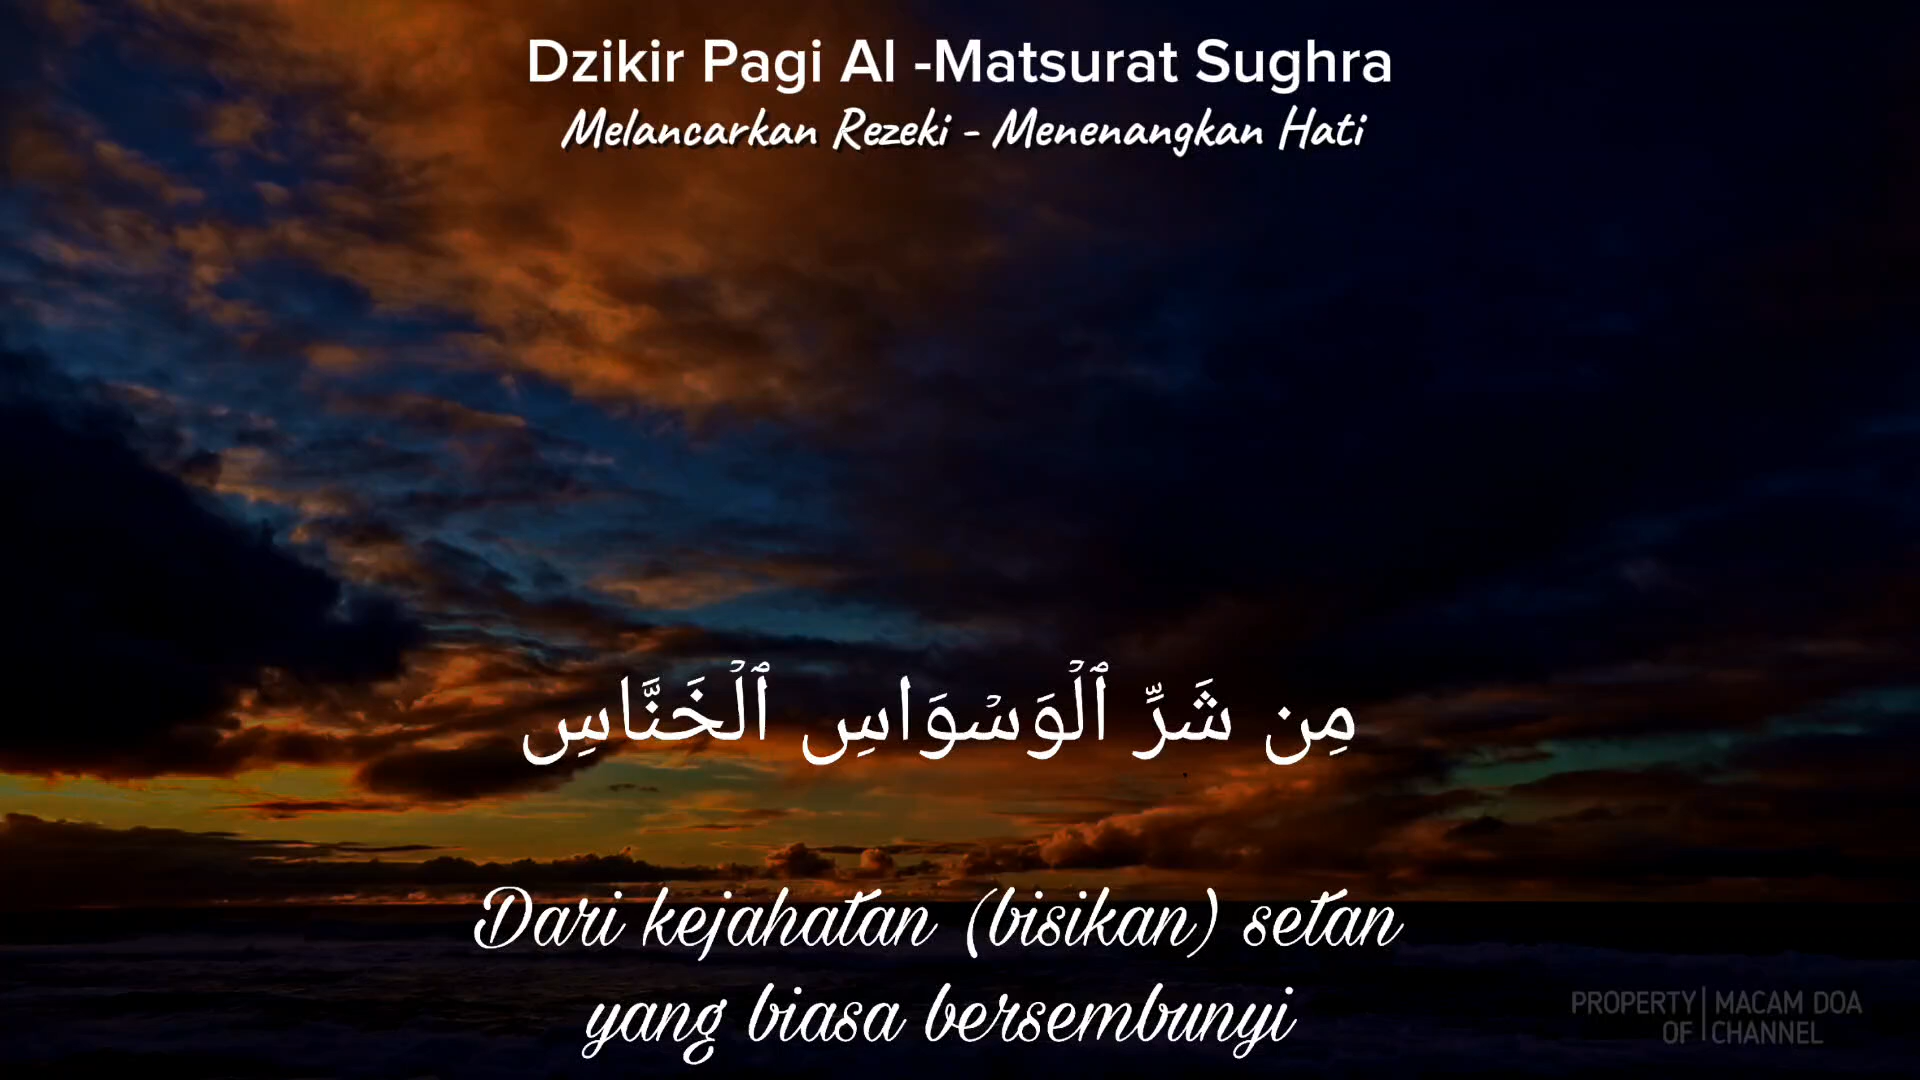 Dzikir Pagi Al -Matsurat Sughra
Melancarkan Rezeki - Menenangkan Hati
مِن شَرِّ ٱلْوَسْوَاسِ ٱلْخَنَّاسِ
Dari kejahatan (bisikan) setan
yang biasa bersembunyi
PROPERTY OF | MACAM DOA CHANNEL